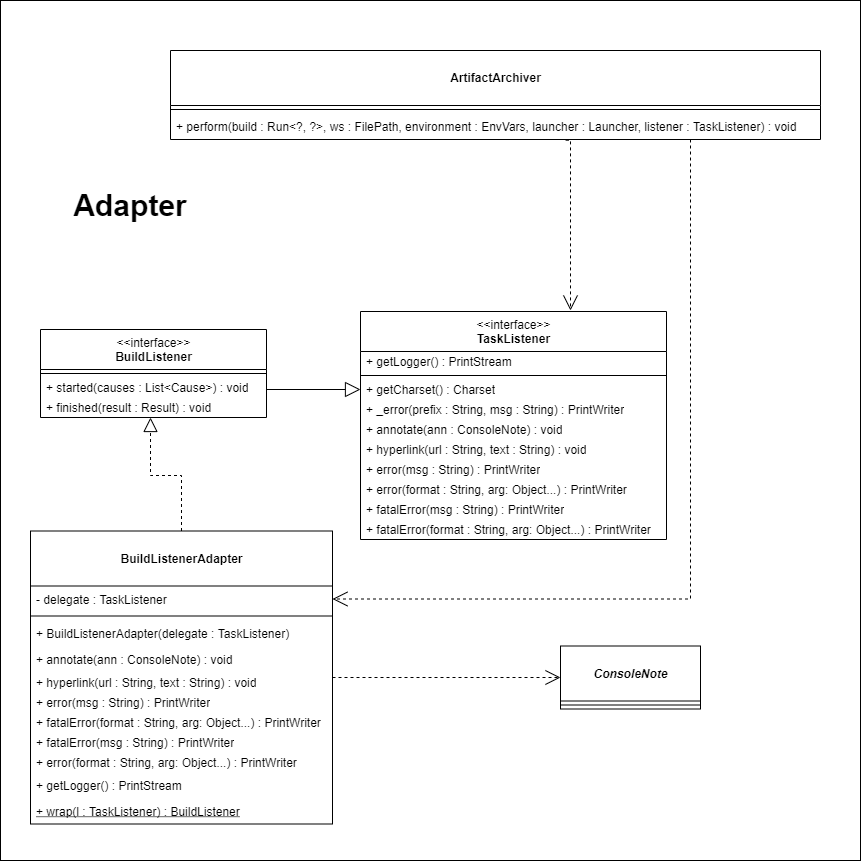 ArtifactArchiver
+ perform(build : Run<?, ?>, ws : FilePath, environment : EnvVars, launcher : Launcher, listener : TaskListener) : void
Adapter
<<interface>>
BuildListener
+ started(causes : List<Cause>) : void
+ finished(result : Result) : void
<<interface>>
TaskListener
+ getLogger() : PrintStream
+ getCharset() : Charset
+ _error(prefix : String, msg : String) : PrintWriter
+ annotate(ann : ConsoleNote) : void
+ hyperlink(url : String, text : String) : void
+ error(msg : String) : PrintWriter
+ error(format : String, arg: Object...) : PrintWriter
+ fatalError(msg : String) : PrintWriter
+ fatalError(format : String, arg: Object...) : PrintWriter
BuildListenerAdapter
- delegate : TaskListener
+ BuildListenerAdapter(delegate : TaskListener)
+ annotate(ann : ConsoleNote) : void
+ hyperlink(url : String, text : String) : void
+ error(msg : String) : PrintWriter
+ fatalError(format : String, arg: Object...) : PrintWriter
+ fatalError(msg : String) : PrintWriter
+ error(format : String, arg: Object...) : PrintWriter
+ getLogger() : PrintStream
+ wrap(l : TaskListener) : BuildListener
ConsoleNote